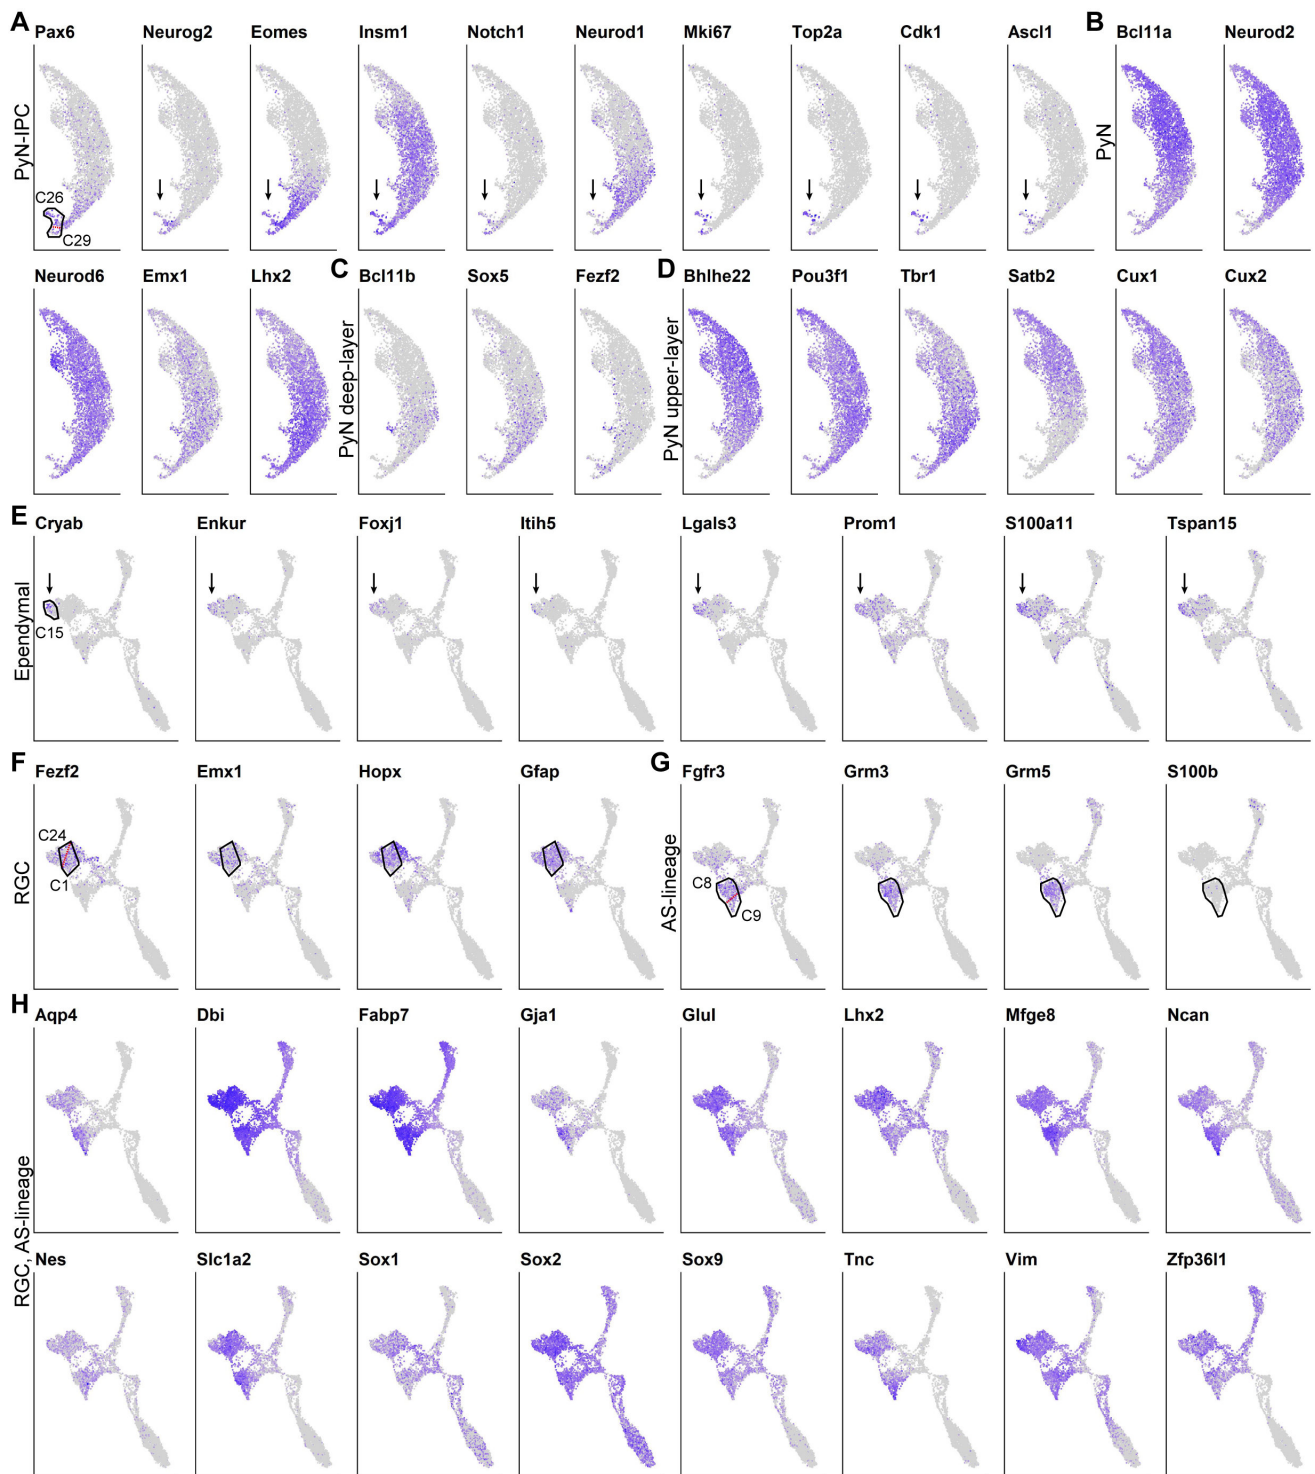 A
Pax6 Neurog2 Eomes Insm1 Notch1 Neurod1 Mki67 Top2a Cdk1 Ascl1
B
Bcl11a Neurod2
PyN-IPC
PyN
C26
C29
Neurod6 Emx1 Lhx2
C
Bcl11b Sox5 Fezf2
D
Bhlhe22 Pou3f1 Tbr1 Satb2 Cux1 Cux2
PyN deep-layer
PyN upper-layer
E
Cryab Enkur Foxj1 Itih5 Lgals3 Prom1 S100a11 Tspan15
Ependymal
C15
F
Fezf2 Emx1 Hopx Gfap
G
Fgfr3 Grm3 Grm5 S100b
RGC
C24
C1
AS-lineage
C8
C9
H
Aqp4 Dbi Fabp7 Gja1 Glul Lhx2 Mfge8 Ncan
RGC, AS-lineage
Nes Slc1a2 Sox1 Sox2 Sox9 Tnc Vim Zfp36l1